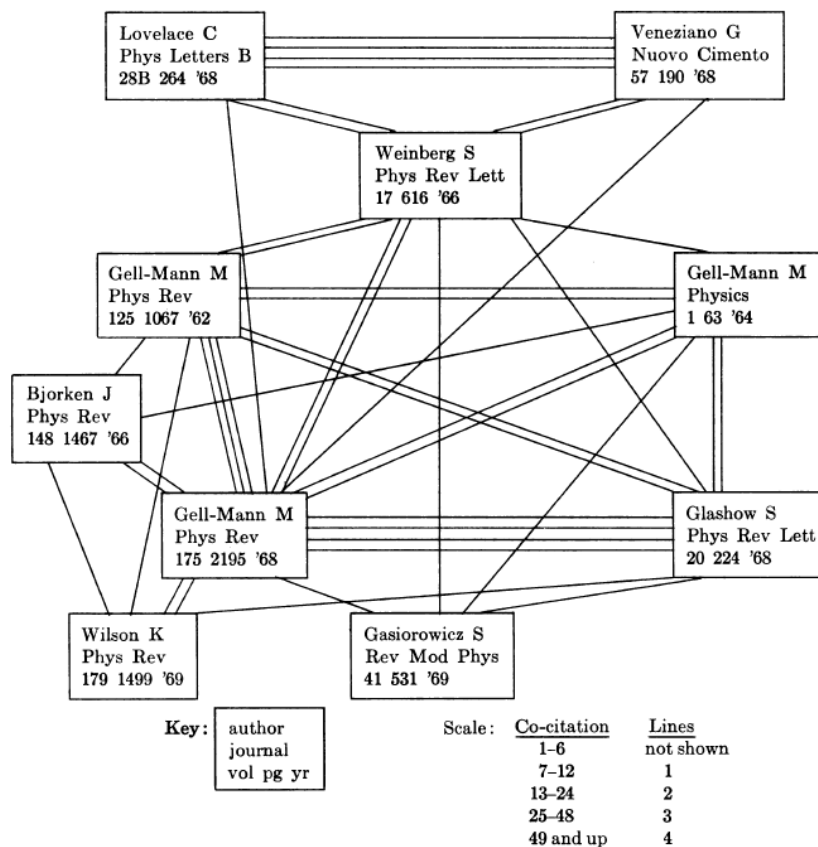 Lovelace C
Phys Letters B
28B 264 '68
Veneziano G
Nuovo Cimento
57 190 '68
Weinberg S
Phys Rev Lett
17 616 '66
Gell-Mann M
Phys Rev
125 1067 '62
Gell-Mann M
Physics
1 63 '64
Bjorken J
Phys Rev
148 1467 '66
Gell-Mann M
Phys Rev
175 2195 '68
Glashow S
Phys Rev Lett
20 224 '68
Wilson K
Phys Rev
179 1499 '69
Gasiorowicz S
Rev Mod Phys
41 531 '69
Key: author
journal
vol pg yr
Scale: Co-citation Lines
1–6 not shown
7–12 1
13–24 2
25–48 3
49 and up 4